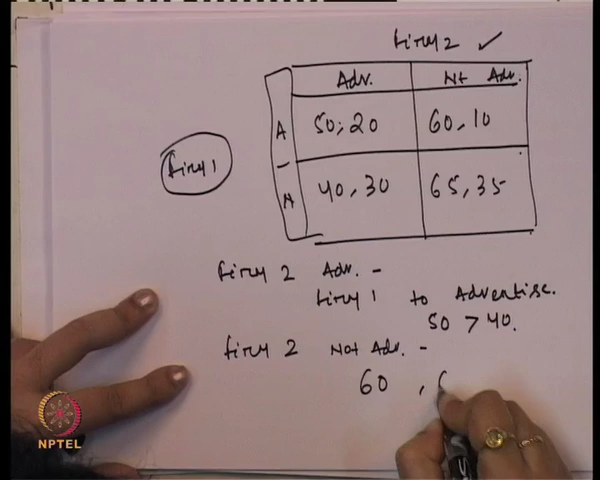 Firm 2 ✓
Adv. Nt Adv.
A 50, 20 60, 10
Firm 1
N 40, 30 65, 35
Firm 2 Adv. -
Firm 1 to Advertise.
50 > 40.
Firm 2 Not Adv. -
60 , 6
NPTEL